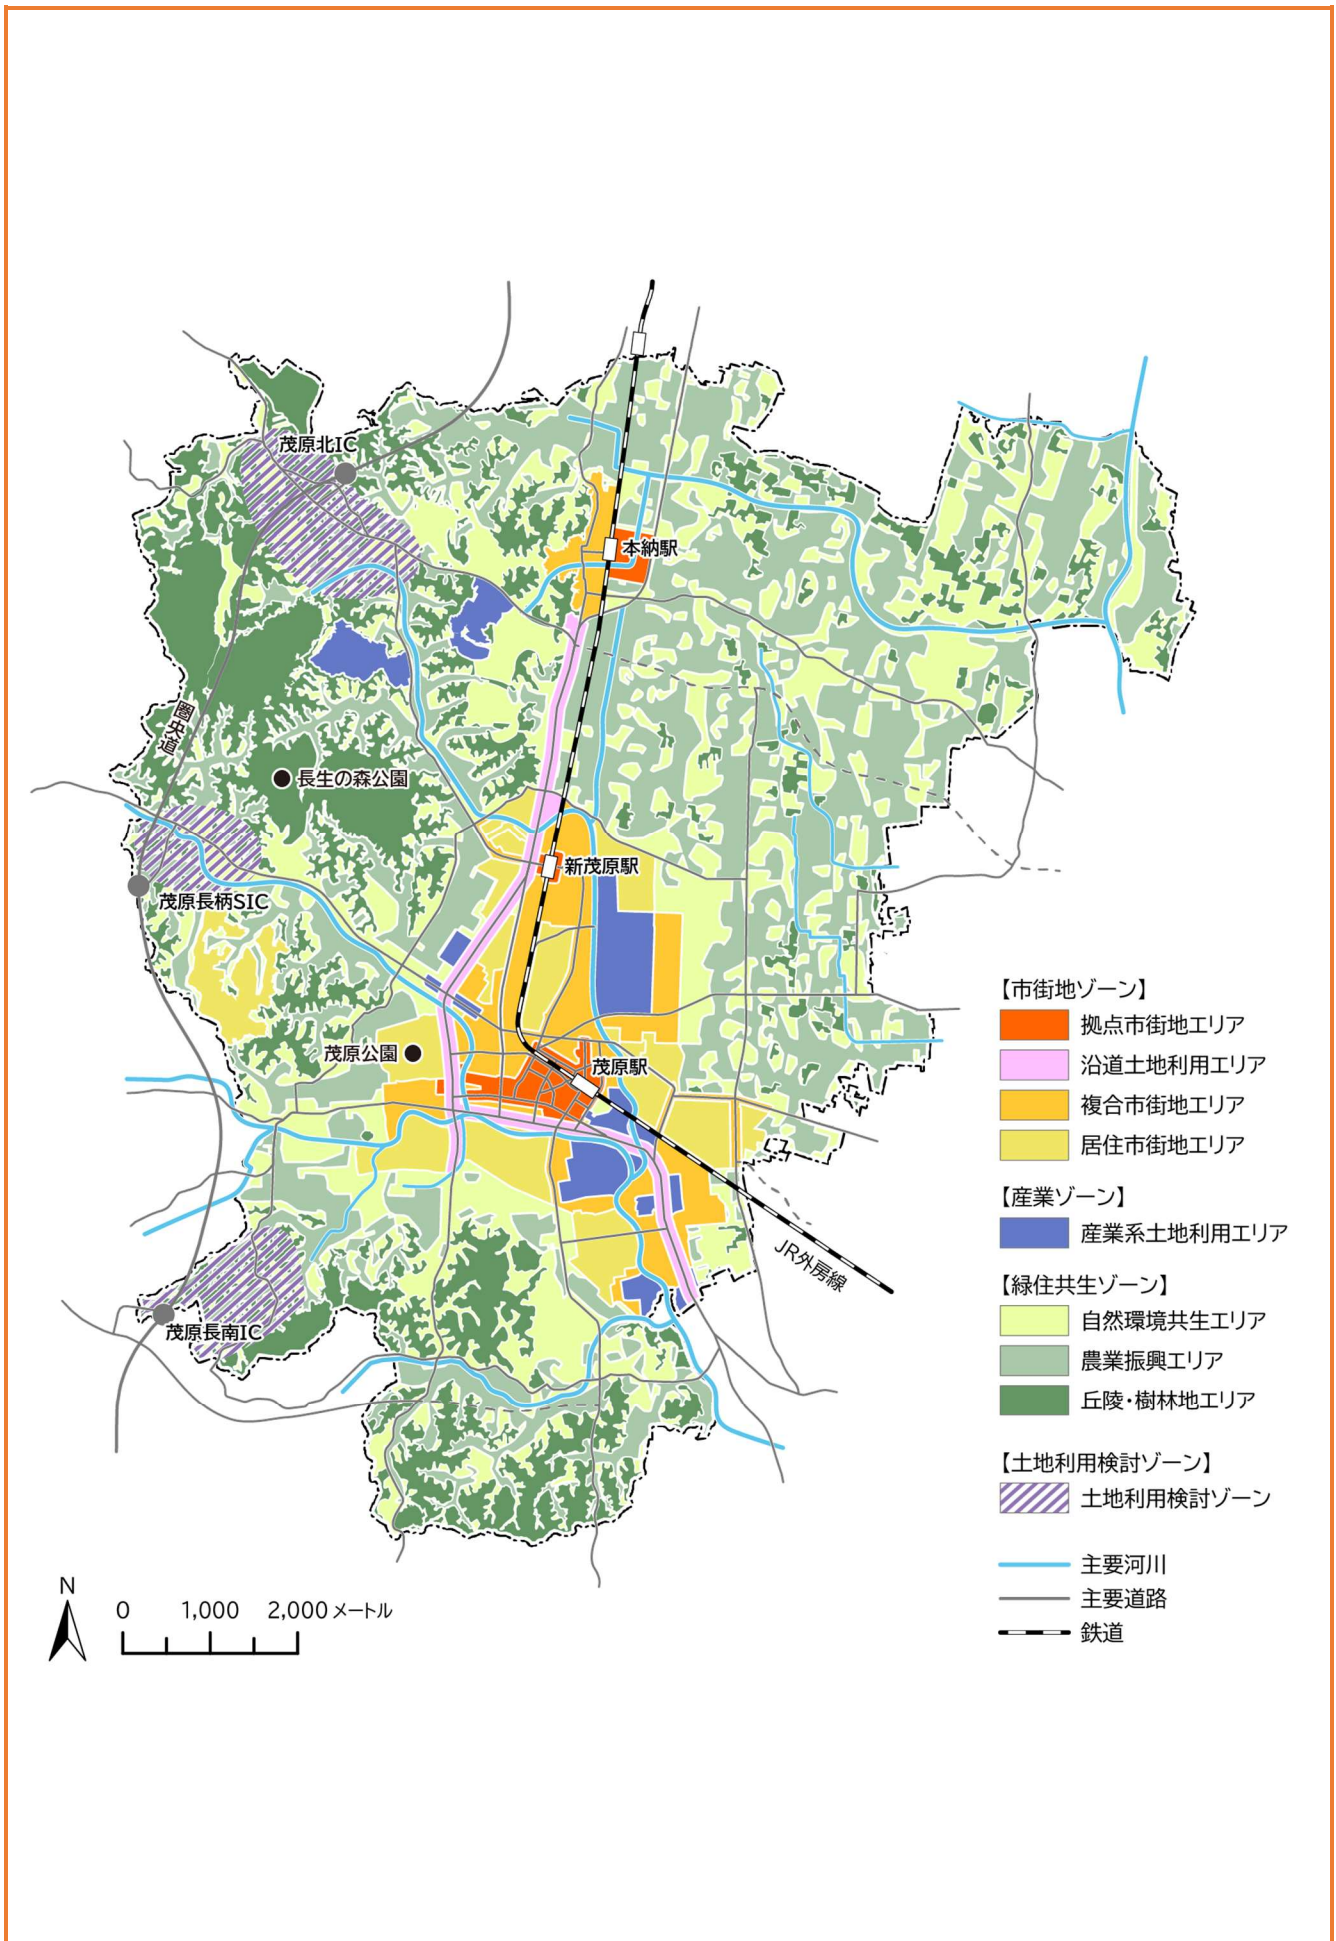 茂原北IC
本納駅
圏央道
長生の森公園
新茂原駅
茂原長柄SIC
茂原公園
茂原駅
JR外房線
茂原長南IC
【市街地ゾーン】
拠点市街地エリア
沿道土地利用エリア
複合市街地エリア
居住市街地エリア
【産業ゾーン】
産業系土地利用エリア
【緑住共生ゾーン】
自然環境共生エリア
農業振興エリア
丘陵・樹林地エリア
【土地利用検討ゾーン】
土地利用検討ゾーン
主要河川
主要道路
鉄道
N
0 1,000 2,000メートル